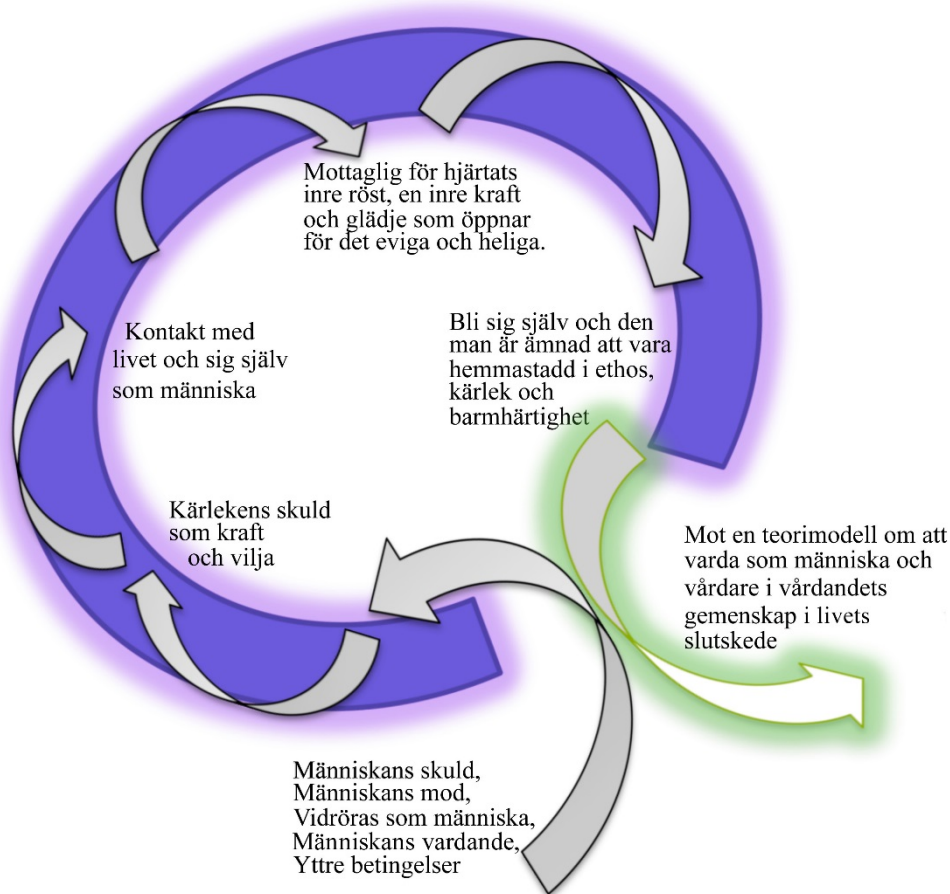 Mottaglig för hjärtats
inre röst, en inre kraft
och glädje som öppnar
för det eviga och heliga.
Kontakt med
livet och sig själv
som människa
Bli sig själv och den
man är ämnad att vara
hemmastadd i ethos,
kärlek och
barmhärtighet
Kärlekens skuld
som kraft
och vilja
Mot en teorimodell om att
varda som människa och
vårdare i vårdandets
gemenskap i livets
slutskede
Människans skuld,
Människans mod,
Vidröras som människa,
Människans vardande,
Yttre betingelser